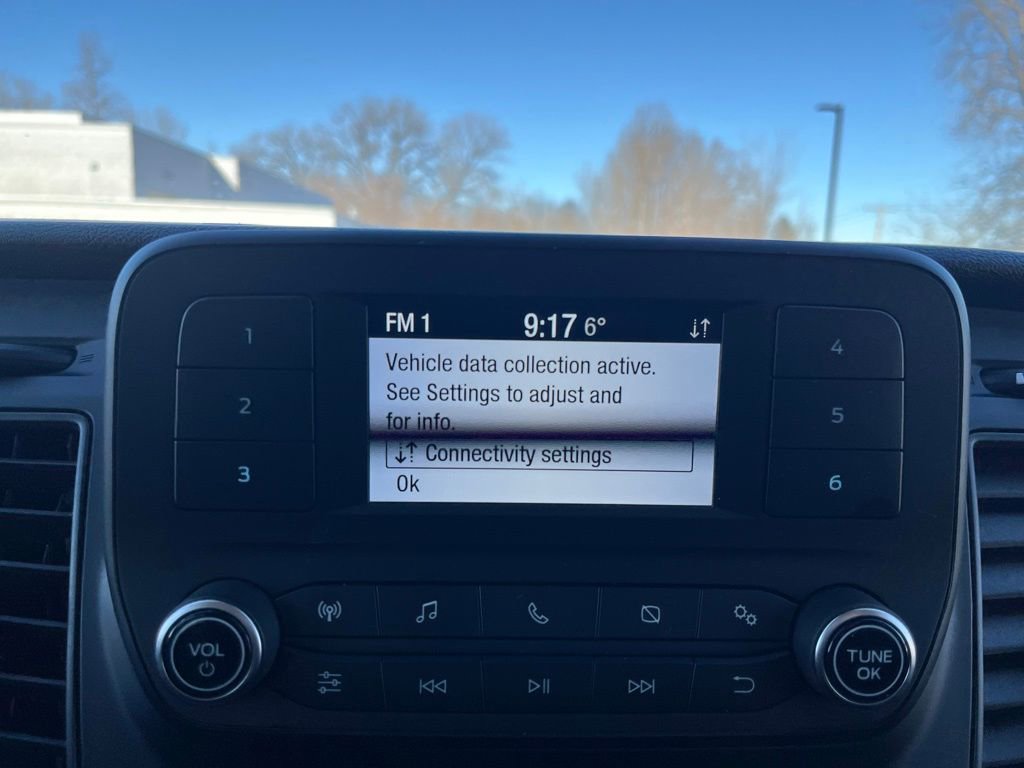 FM 1 9:17 6°
Vehicle data collection active.
See Settings to adjust and
for info.
Connectivity settings
Ok
1
2
3
4
5
6
VOL
TUNE
OK